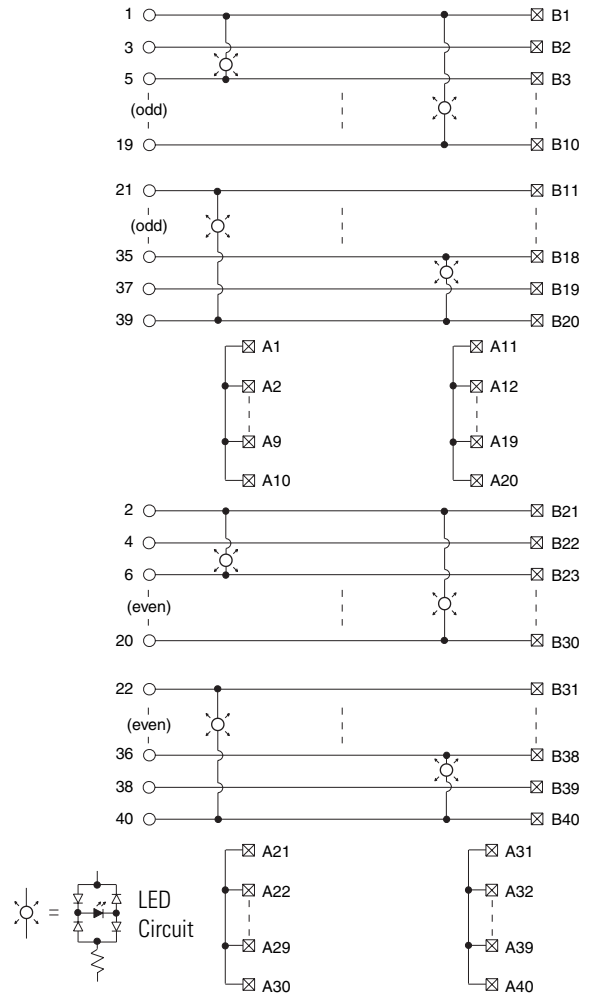 1 B1
3 B2
5 B3
(odd)
19 B10
21 B11
(odd)
35 B18
37 B19
39 B20
A1 A11
A2 A12
A9 A19
A10 A20
2 B21
4 B22
6 B23
(even)
20 B30
22 B31
(even)
36 B38
38 B39
40 B40
A21 A31
A22 A32
A29 A39
A30 A40
= LED
Circuit